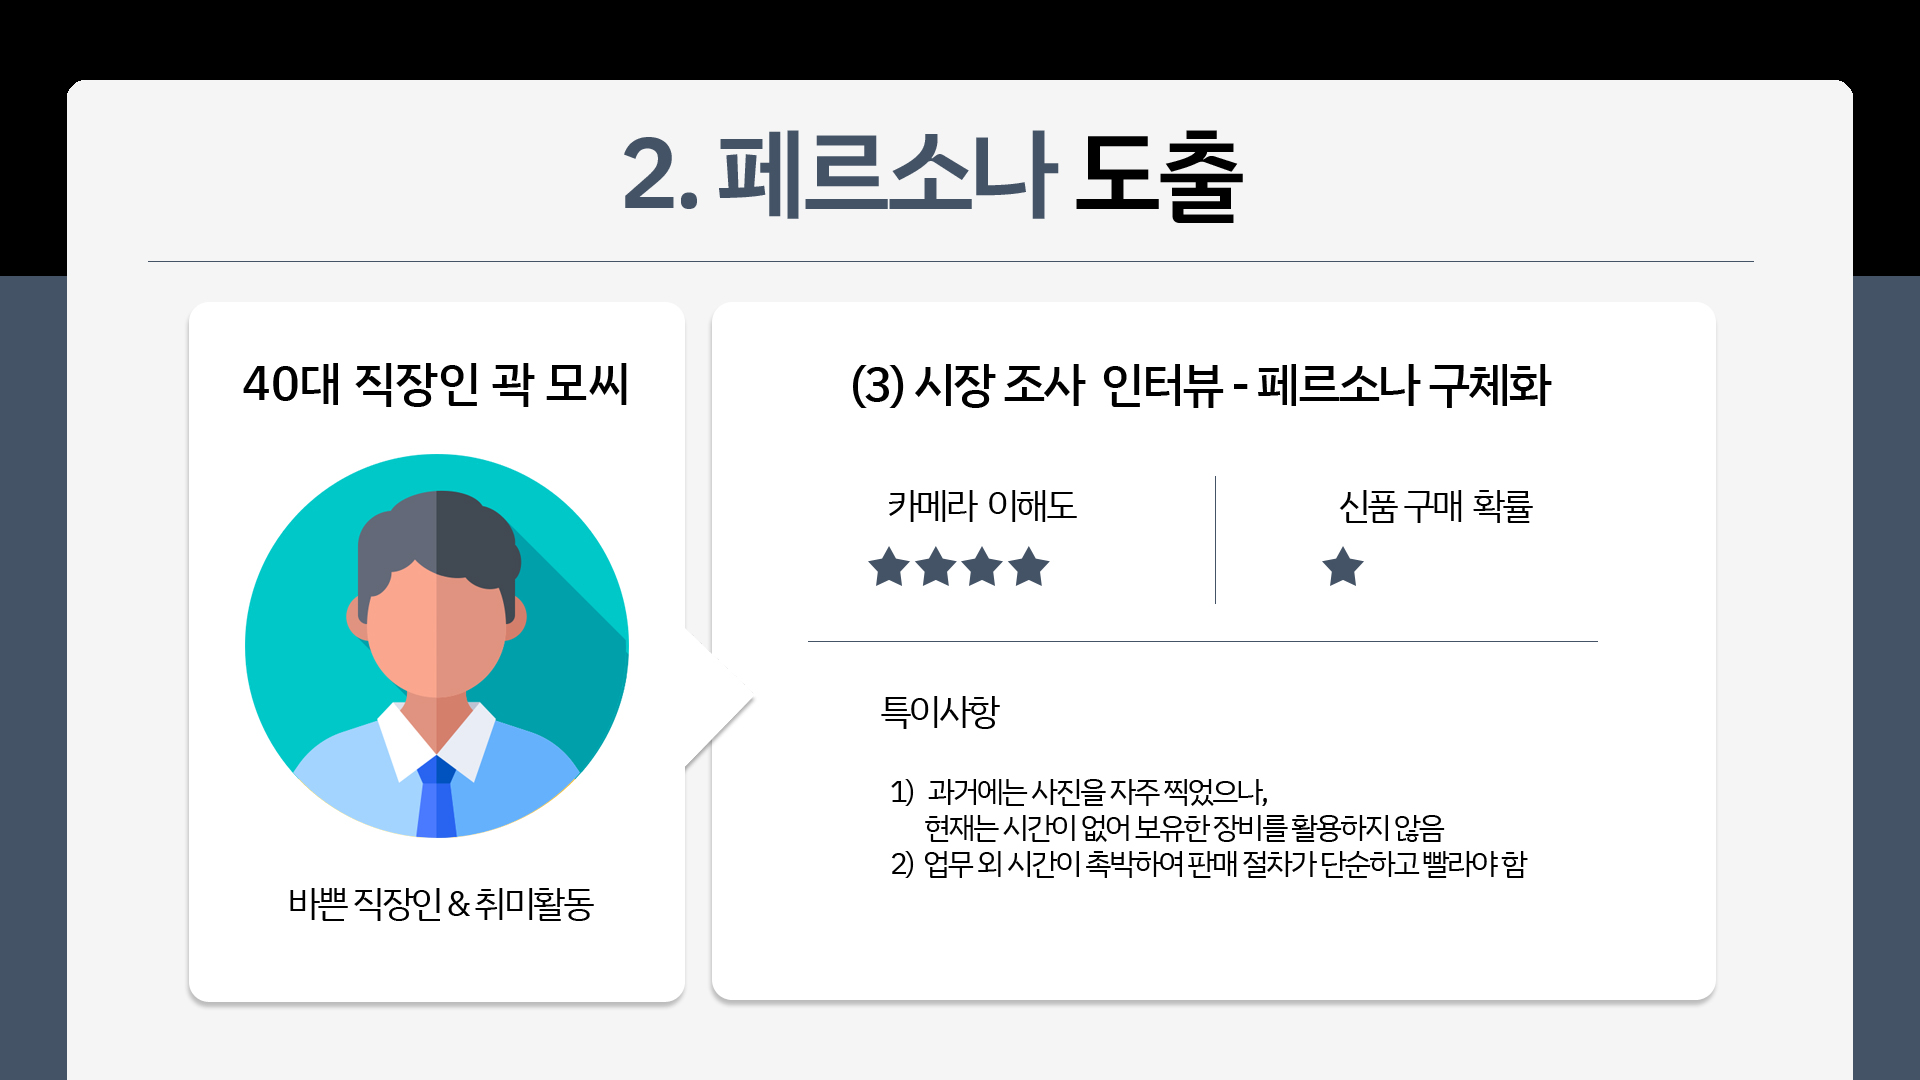 2. 페르소나 도출
40대 직장인 곽 모씨
바쁜 직장인 & 취미활동
(3) 시장 조사 인터뷰 - 페르소나 구체화
카메라 이해도
신품 구매 확률
특이사항
1) 과거에는 사진을 자주 찍었으나,
현재는 시간이 없어 보유한 장비를 활용하지 않음
2) 업무 외 시간이 촉박하여 판매 절차가 단순하고 빨라야 함